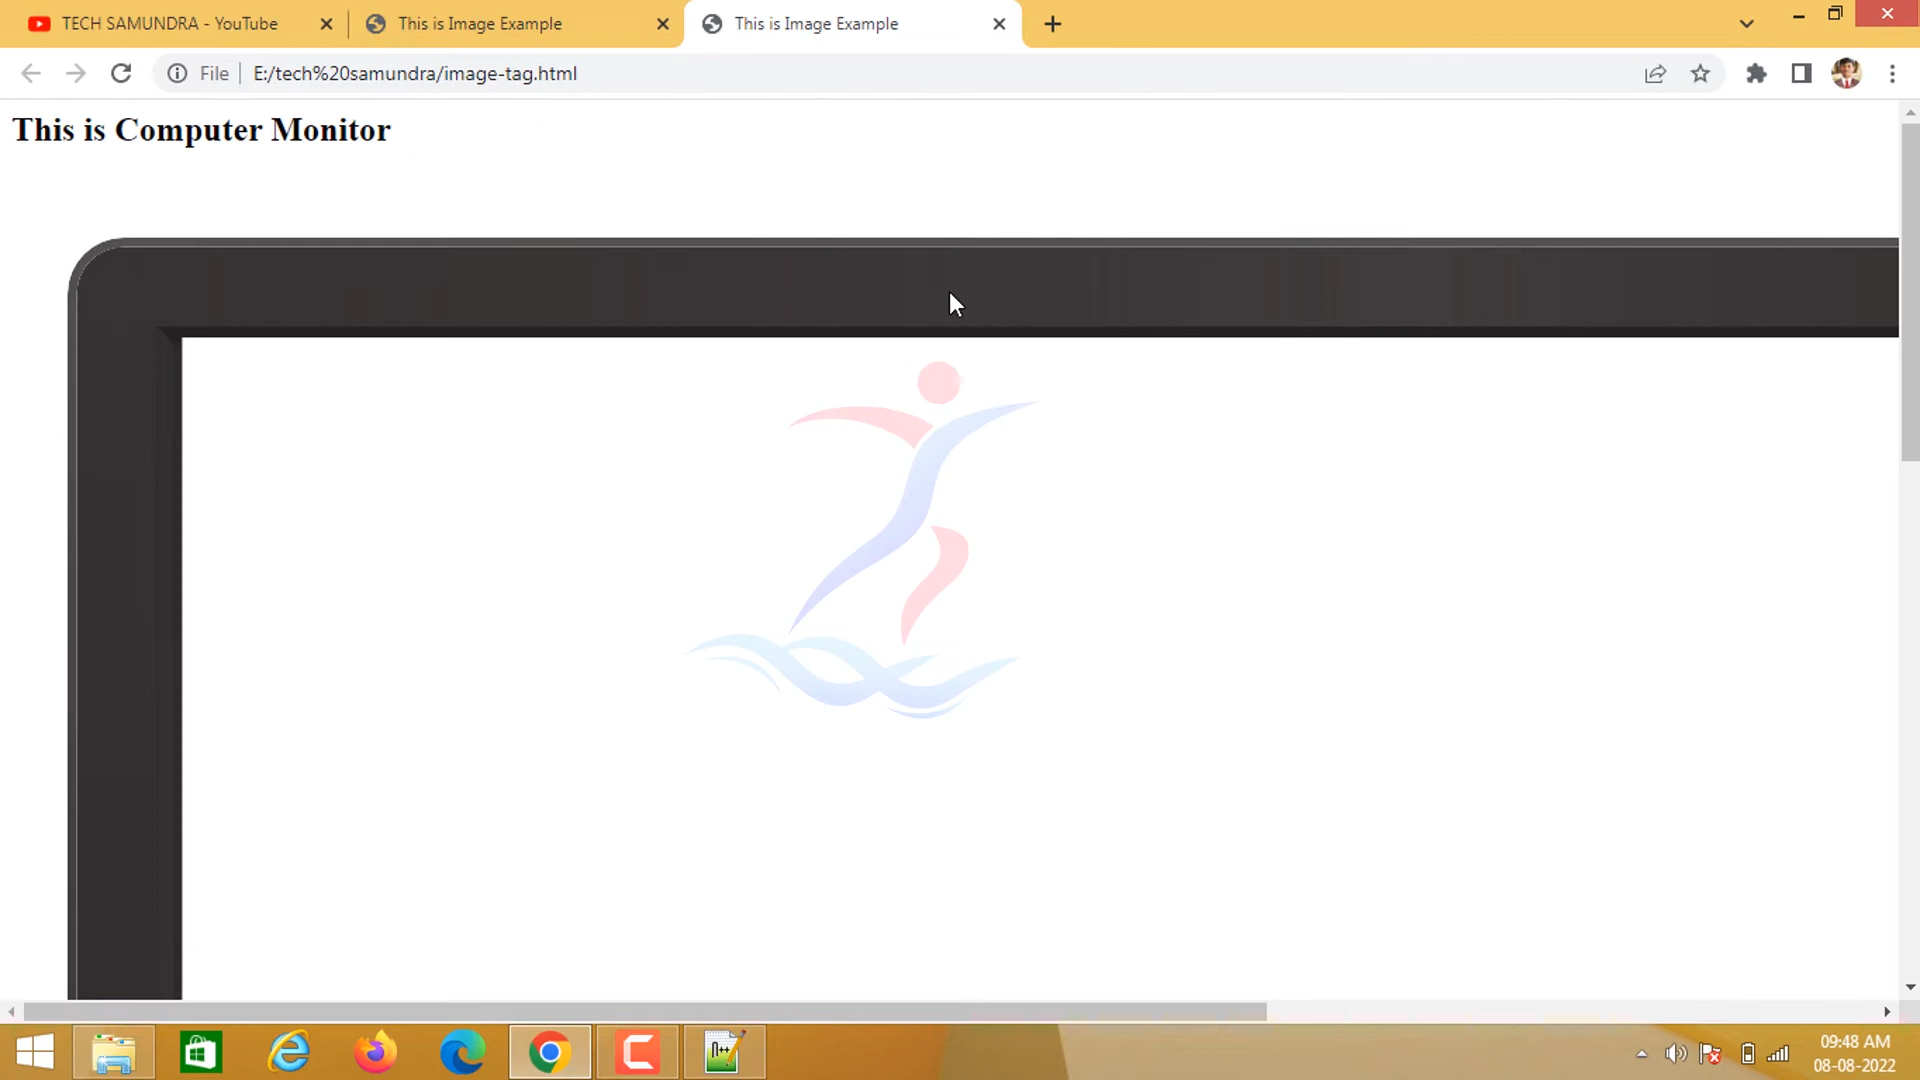 TECH SAMUNDRA - YouTube
This is Image Example
This is Image Example
File
E:/tech%20samundra/image-tag.html
This is Computer Monitor
09:48 AM
08-08-2022